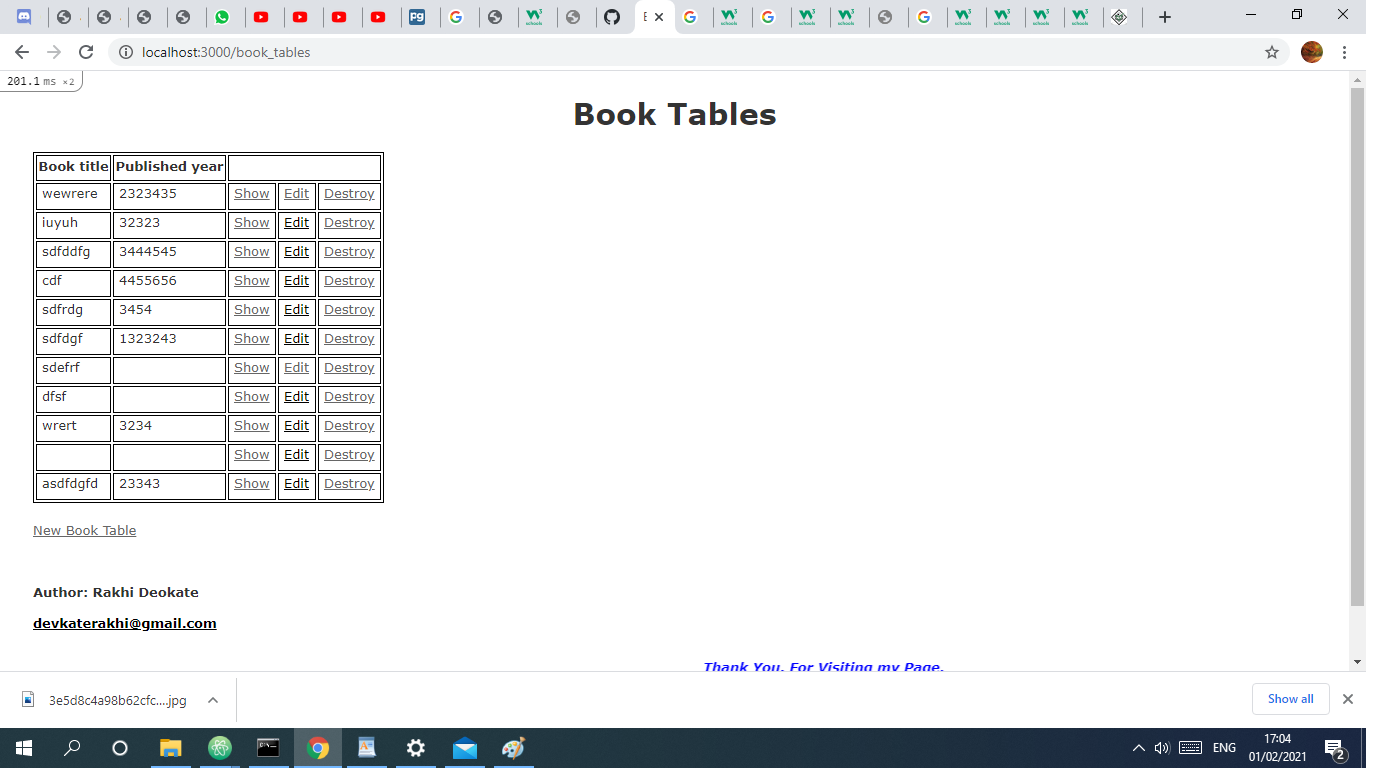 E
localhost:3000/book_tables
201.1 ms ×2
Book Tables
Book title Published year
wewrere 2323435 Show Edit Destroy
iuyuh 32323 Show Edit Destroy
sdfddfg 3444545 Show Edit Destroy
cdf 4455656 Show Edit Destroy
sdfrdg 3454 Show Edit Destroy
sdfdgf 1323243 Show Edit Destroy
sdefrf Show Edit Destroy
dfsf Show Edit Destroy
wrert 3234 Show Edit Destroy
Show Edit Destroy
asdfdgfd 23343 Show Edit Destroy
New Book Table
Author: Rakhi Deokate
devkaterakhi@gmail.com
Thank You, For Visiting my Page.
3e5d8c4a98b62cfc....jpg Show all
ENG 17:04
01/02/2021 2